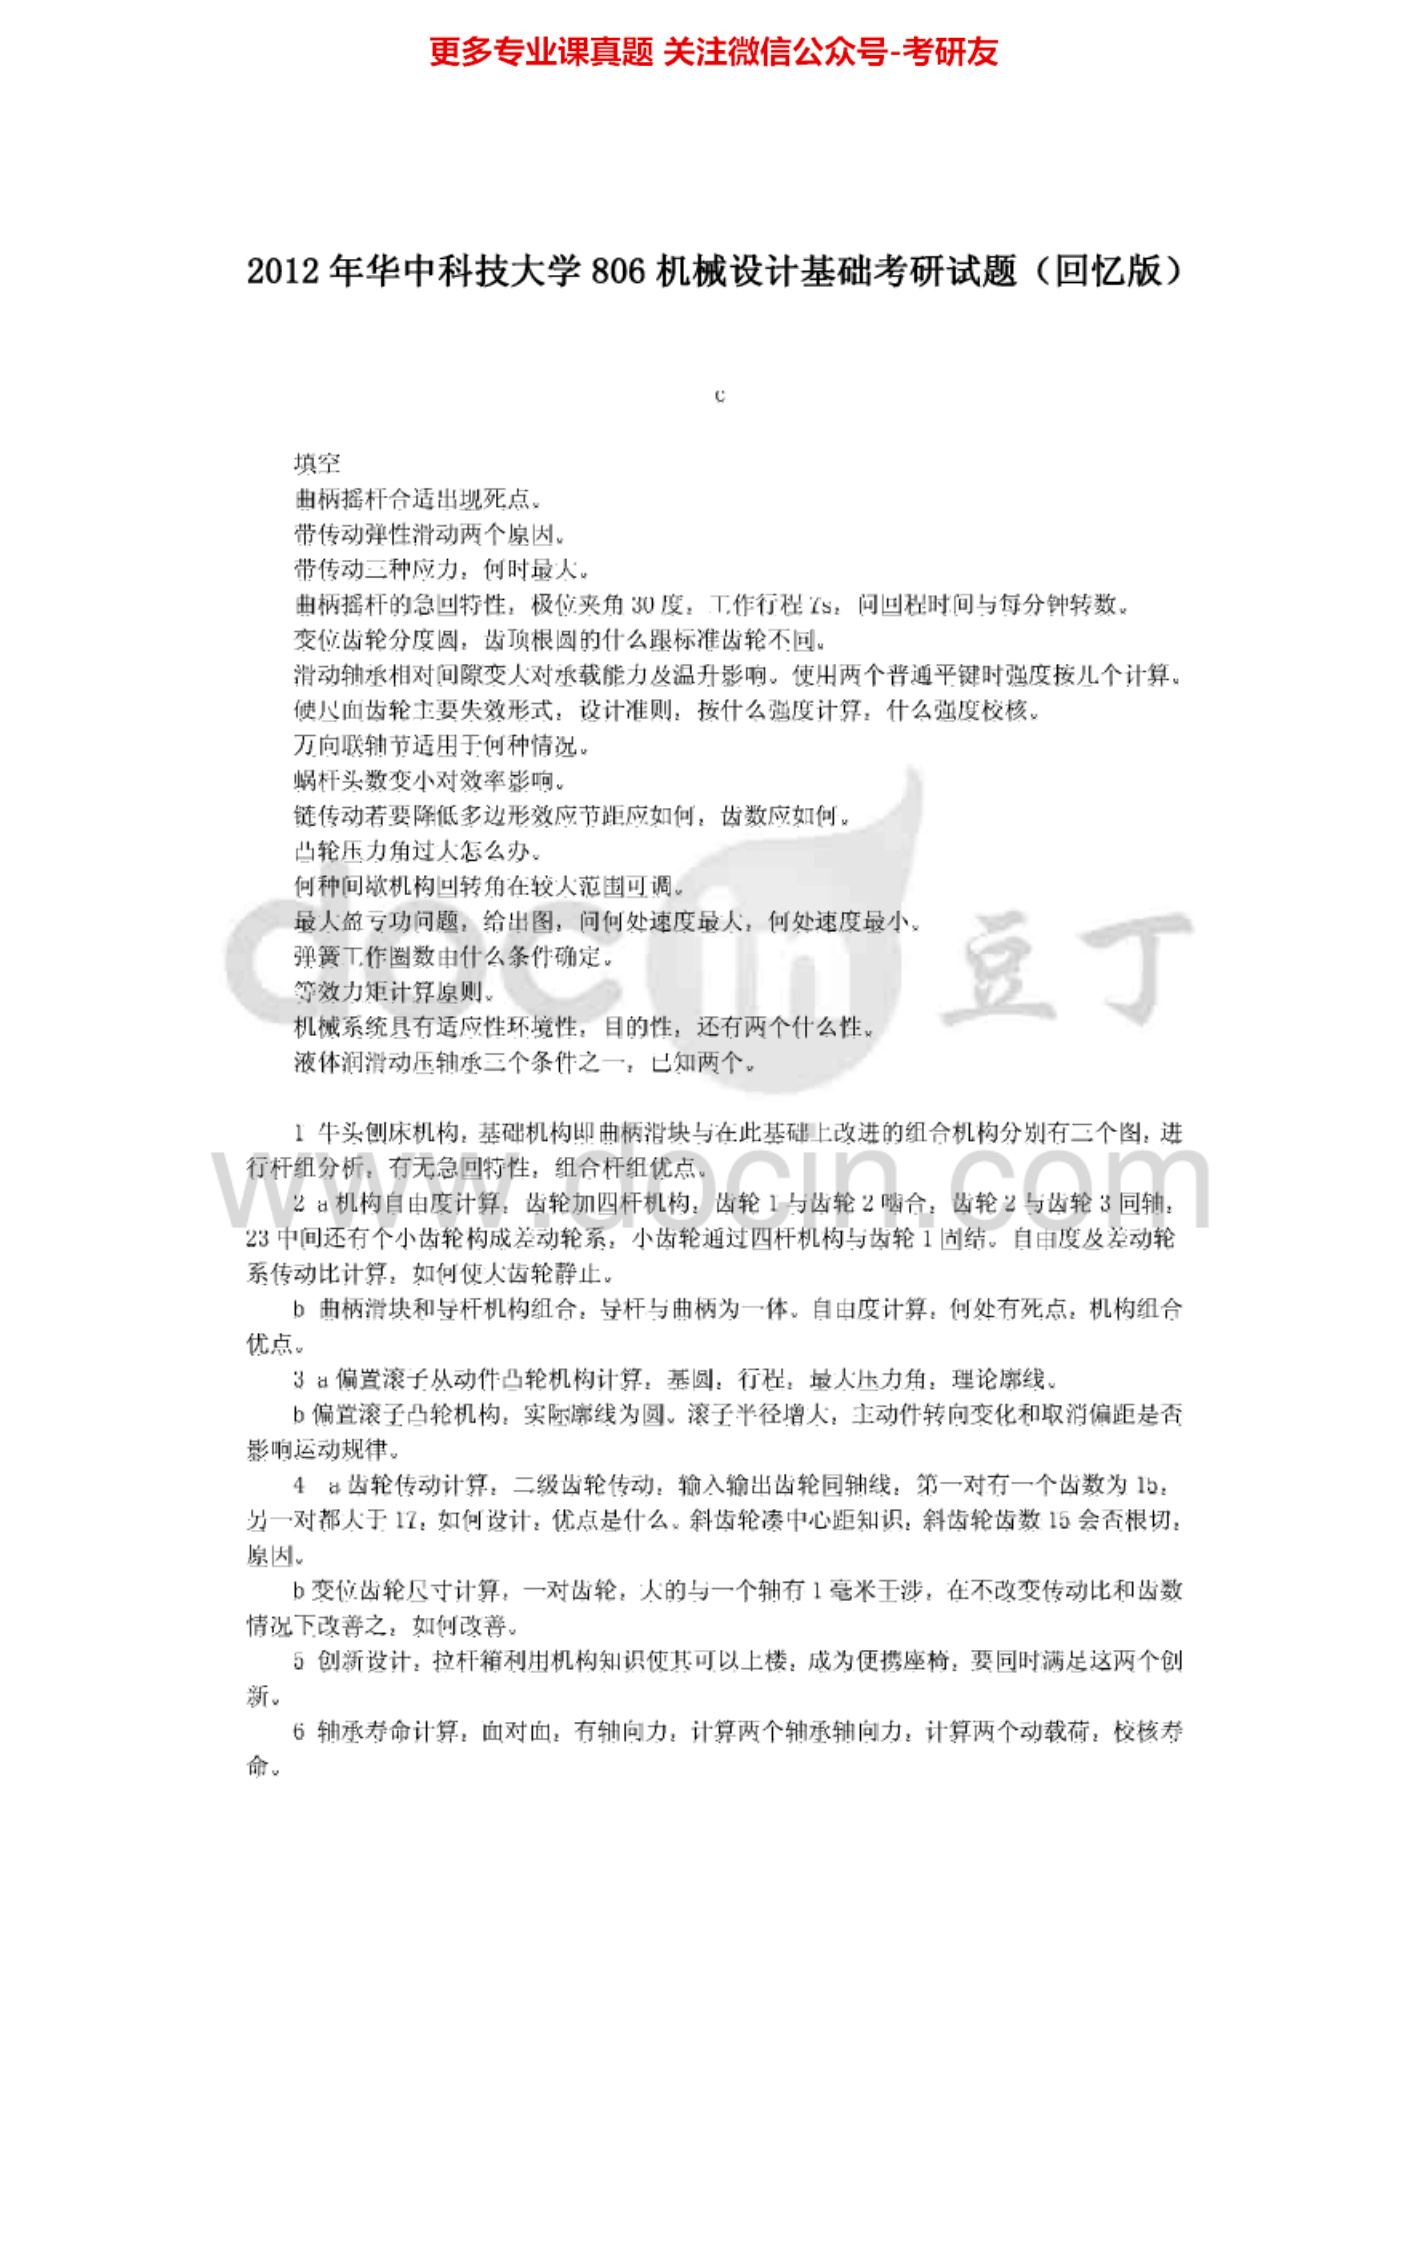 更多专业课真题 关注微信公众号-考研友
2012 年华中科技大学 806 机械设计基础考研试题（回忆版）
c
填空
曲柄摇杆合适出现死点。
带传动弹性滑动两个原因。
带传动三种应力，何时最大。
曲柄摇杆的急回特性，极位夹角 30 度，工作行程 7s，问回程时间与每分钟转数。
变位齿轮分度圆，齿顶根圆的什么跟标准齿轮不同。
滑动轴承相对间隙变大对承载能力及温升影响。使用两个普通平键时强度按几个计算。
硬尺面齿轮主要失效形式，设计准则，按什么强度计算，什么强度校核。
万向联轴节适用于何种情况。
蜗杆头数变小对效率影响。
链传动若要降低多边形效应节距应如何，齿数应如何。
凸轮压力角过大怎么办。
何种间歇机构回转角在较大范围可调。
最大盈亏功问题，给出图，问何处速度最大，何处速度最小。
弹簧工作圈数由什么条件确定。
等效力矩计算原则。
机械系统具有适应性环境性，目的性，还有两个什么性。
液体润滑动压轴承三个条件之一，已知两个。
1 牛头刨床机构，基础机构即曲柄滑块与在此基础上改进的组合机构分别有三个图，进
行杆组分析，有无急回特性，组合杆组优点。
2 a 机构自由度计算，齿轮加四杆机构，齿轮 1 与齿轮 2 啮合，齿轮 2 与齿轮 3 同轴，
23 中间还有个小齿轮构成差动轮系，小齿轮通过四杆机构与齿轮 1 固结。自由度及差动轮
系传动比计算，如何使大齿轮静止。
b 曲柄滑块和导杆机构组合，导杆与曲柄为一体。自由度计算，何处有死点，机构组合
优点。
3 a 偏置滚子从动件凸轮机构计算，基圆，行程，最大压力角，理论廓线。
b 偏置滚子凸轮机构，实际廓线为圆。滚子半径增大，主动件转向变化和取消偏距是否
影响运动规律。
4 a 齿轮传动计算，二级齿轮传动，输入输出齿轮同轴线，第一对有一个齿数为 15，
另一对都大于 17，如何设计，优点是什么。斜齿轮凑中心距知识，斜齿轮齿数 15 会否根切，
原因。
b 变位齿轮尺寸计算，一对齿轮，大的与一个轴有 1 毫米干涉，在不改变传动比和齿数
情况下改善之，如何改善。
5 创新设计，拉杆箱利用机构知识使其可以上楼，成为便携座椅，要同时满足这两个创
新。
6 轴承寿命计算，面对面，有轴向力，计算两个轴承轴向力，计算两个动载荷，校核寿
命。
docin 豆丁
www.docin.com